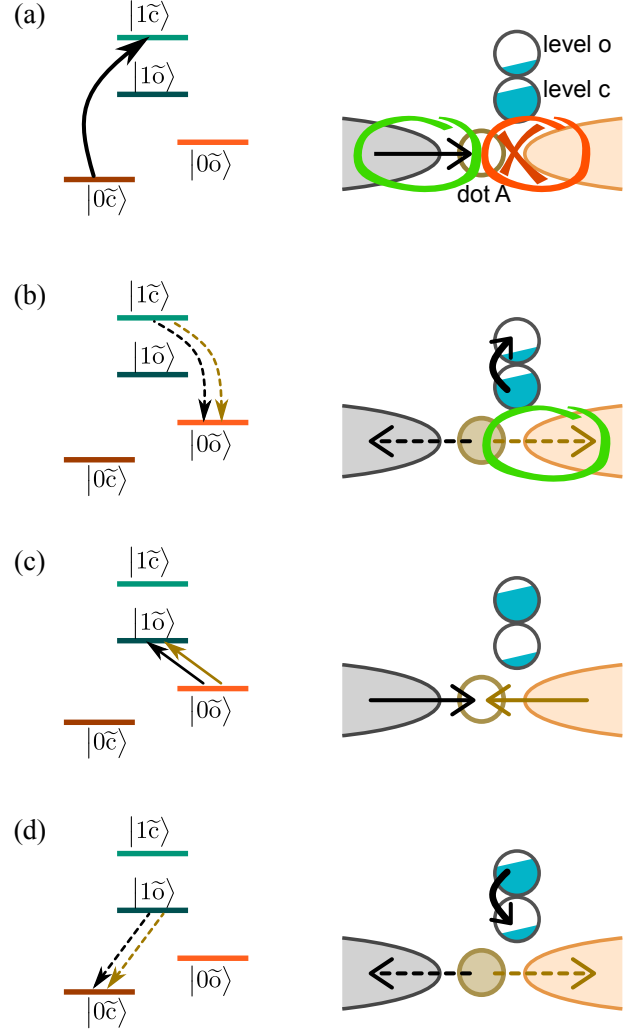 (a)
|1c̃⟩
|1õ⟩
|0õ⟩
|0c̃⟩
level o
level c
dot A
(b)
|1c̃⟩
|1õ⟩
|0õ⟩
|0c̃⟩
(c)
|1c̃⟩
|1õ⟩
|0õ⟩
|0c̃⟩
(d)
|1c̃⟩
|1õ⟩
|0õ⟩
|0c̃⟩